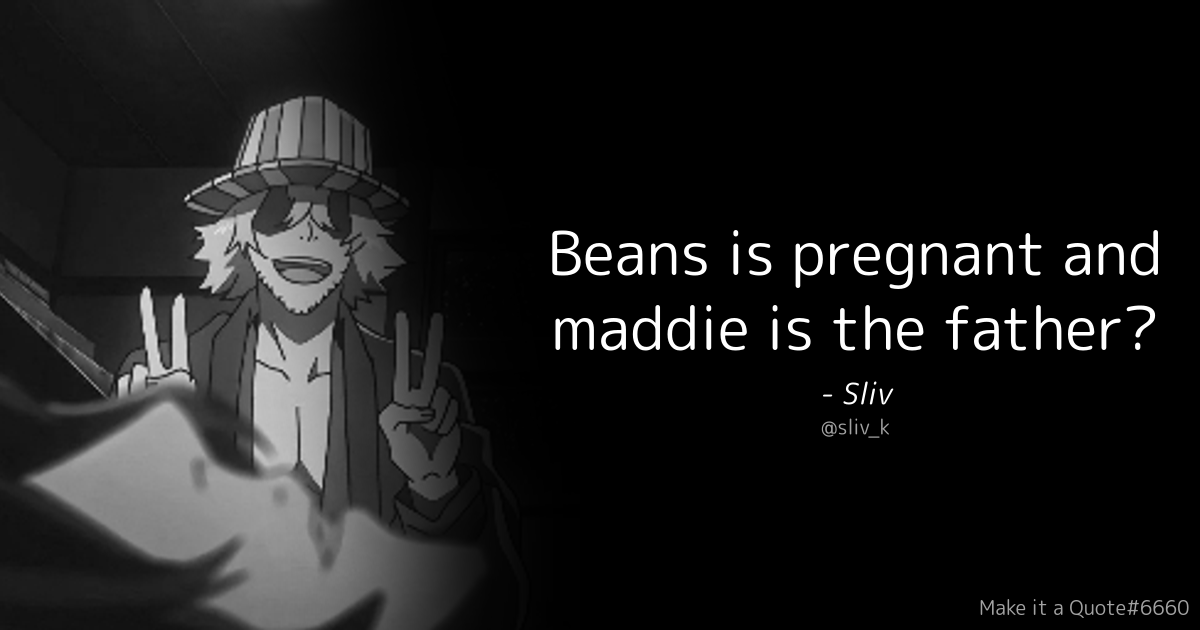 Beans is pregnant and
maddie is the father?
- Sliv
@sliv_k
Make it a Quote#6660